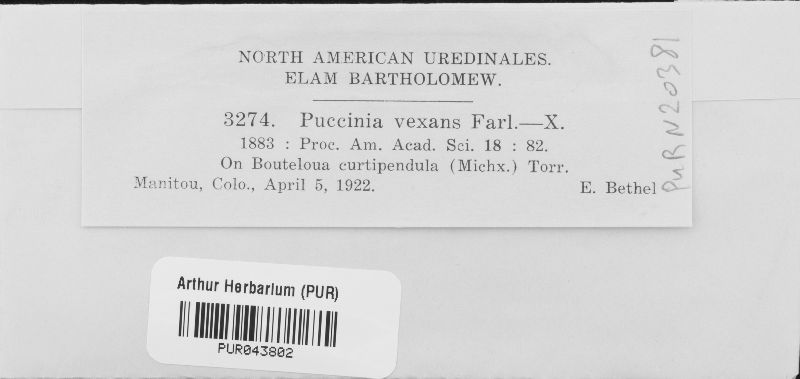 NORTH AMERICAN UREDINALES.
ELAM BARTHOLOMEW.
3274. Puccinia vexans Farl.—X.
1883 : Proc. Am. Acad. Sci. 18 : 82.
On Bouteloua curtipendula (Michx.) Torr.
Manitou, Colo., April 5, 1922. E. Bethel
PUR N20381
Arthur Herbarium (PUR)
PUR043802